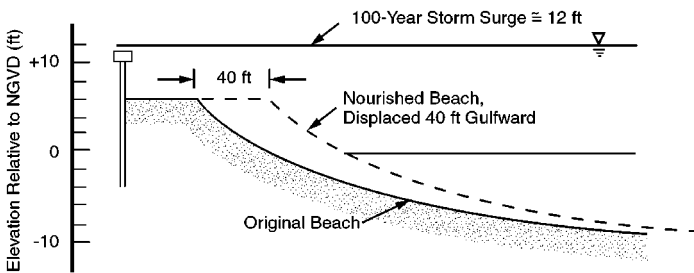 100-Year Storm Surge ≅ 12 ft
Elevation Relative to NGVD (ft)
+10
40 ft
Nourished Beach,
Displaced 40 ft Gulfward
0
Original Beach
-10